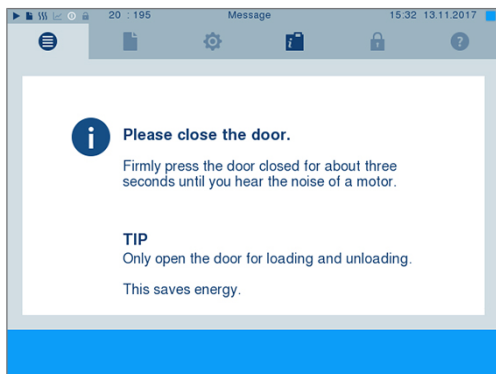 20 : 195 Message 15:32 13.11.2017
Please close the door.
Firmly press the door closed for about three
seconds until you hear the noise of a motor.
TIP
Only open the door for loading and unloading.
This saves energy.